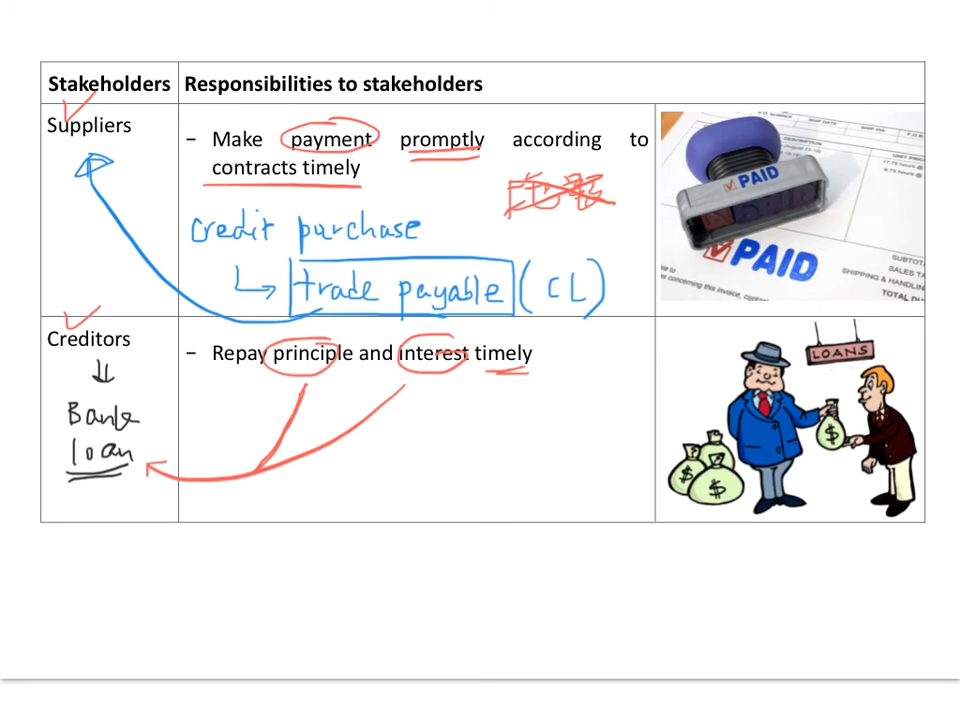 Stakeholders Responsibilities to stakeholders
Suppliers
- Make payment promptly according to
contracts timely
credit purchase
trade payable (CL)
PAID
PAID
Creditors
- Repay principle and interest timely
Bank
loan
LOANS
$
$
$